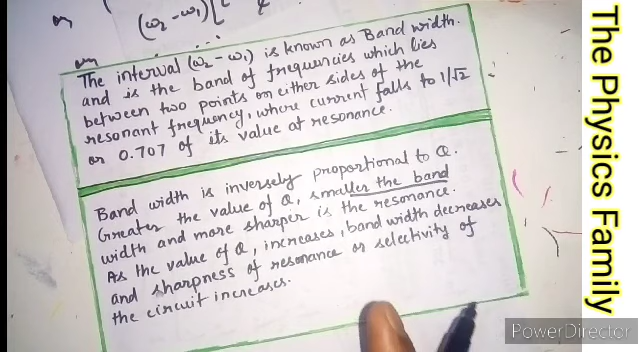 (ω₂-ω₁)[
The interval (ω₂-ω₁) is known as Band width.
and is the band of frequencies which lies
between two points on either sides of the
resonant frequency, where current falls to 1/√2
or 0.707 of its value at resonance.
Band width is inversely proportional to Q.
Greater the value of Q, smaller the band
width and more sharper is the resonance.
As the value of Q, increases, band width decreases
and sharpness of resonance or selectivity of
the circuit increases.
The Physics Family
PowerDirector